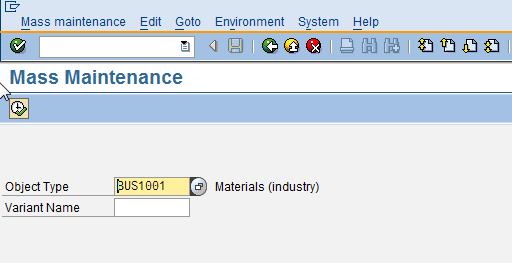 Mass maintenance Edit Goto Environment System Help
Mass Maintenance
Object Type BUS1001 Materials (industry)
Variant Name